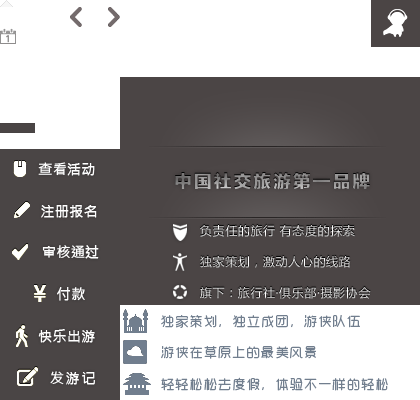 1
查看活动
注册报名
审核通过
¥ 付款
快乐出游
发游记
中国社交旅游第一品牌
负责任的旅行 有态度的探索
独家策划，激动人心的线路
旗下：旅行社·俱乐部·摄影协会
独家策划，独立成团，游侠队伍
游侠在草原上的最美风景
轻轻松松去度假，体验不一样的轻松